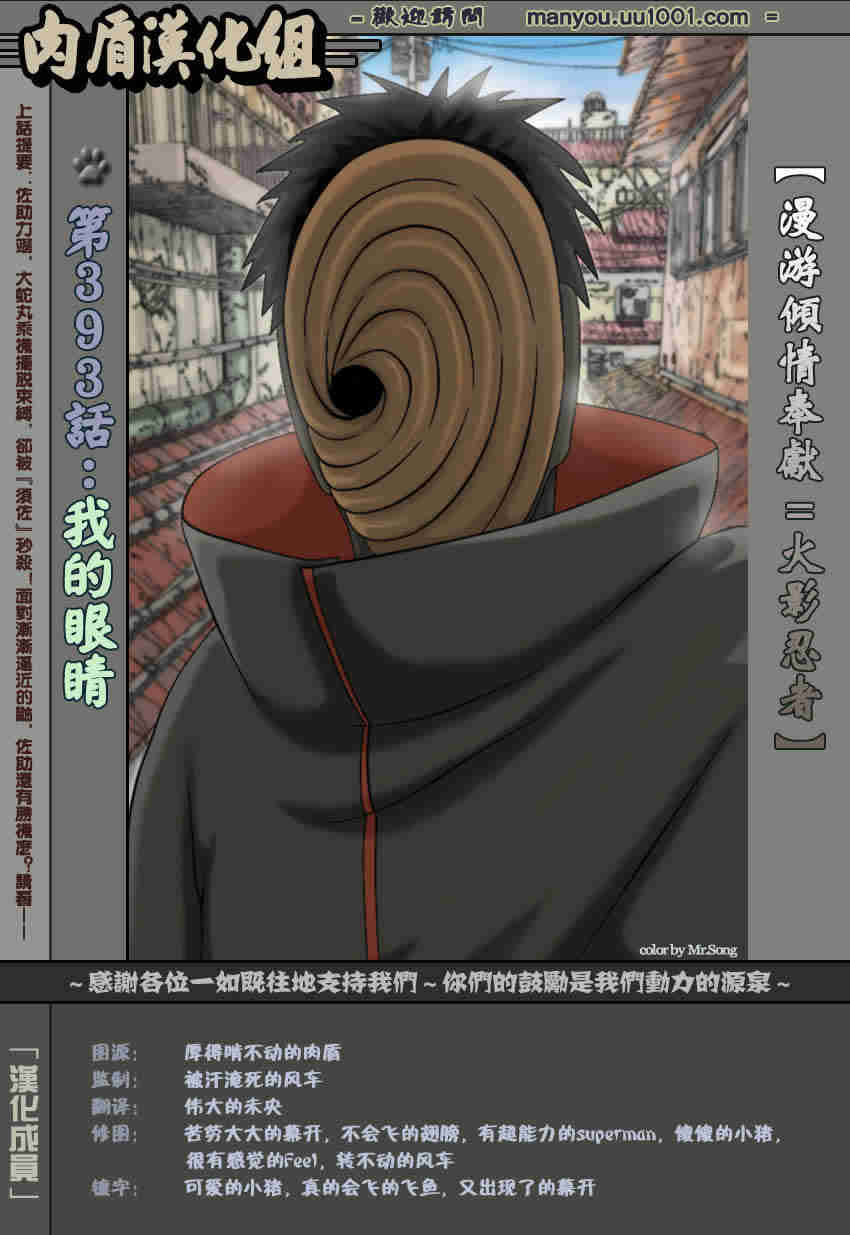 －歡迎訪問 manyou.uu1001.com ＝
肉盾漢化組
【漫游傾情奉獻＝火影忍者】
第393話：我的眼睛
上話提要：佐助力竭，大蛇丸乘機擺脫束縛，卻被『須佐』秒殺！面對漸漸逼近的鼬，佐助還有勝機麼？請看——
color by Mr.Song
~感謝各位一如既往地支持我們~你們的鼓勵是我們動力的源泉~
「漢化成員」
图源： 厚得啃不动的肉盾
监制： 被汗淹死的风车
翻译： 伟大的未央
修图： 苦劳大大的幕开，不会飞的翅膀，有超能力的superman，傻傻的小猪，
很有感觉的Feel，转不动的风车
镶字： 可爱的小猪，真的会飞的飞鱼，又出现了的幕开